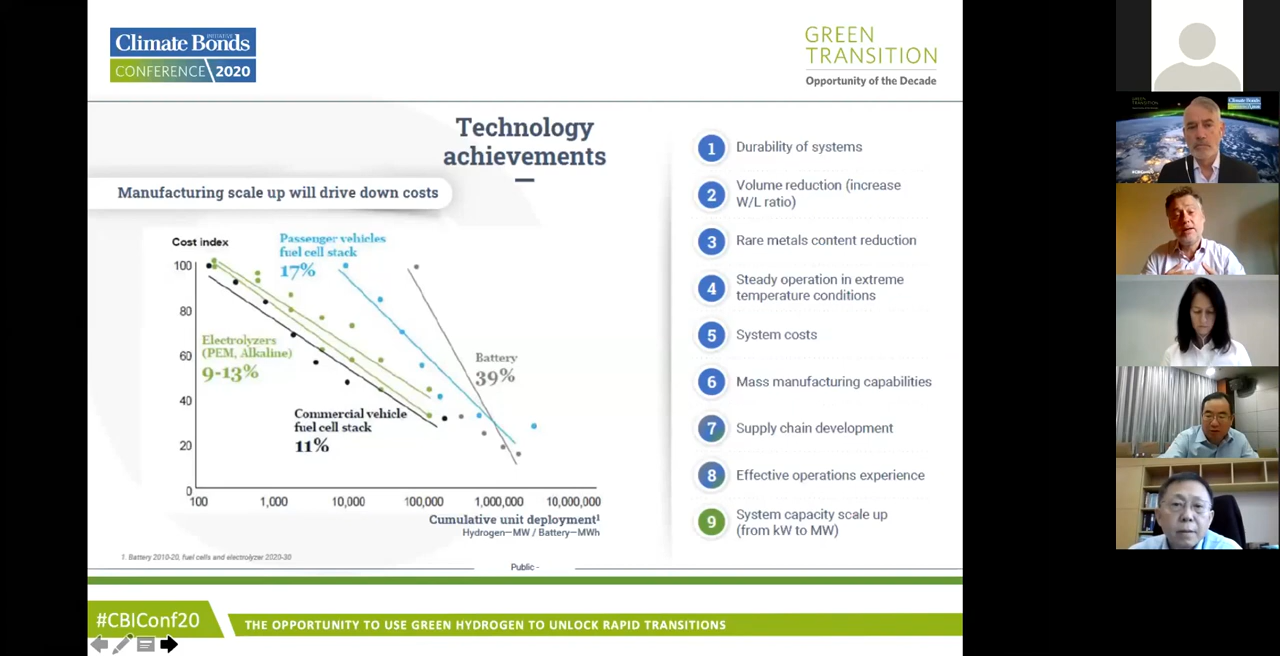 Climate Bonds
INITIATIVE
CONFERENCE 2020
GREEN
TRANSITION
Opportunity of the Decade
Technology
achievements
Manufacturing scale up will drive down costs
Cost index
100
80
60
40
20
0
100
1,000
10,000
100,000
1,000,000
10,000,000
Passenger vehicles
fuel cell stack
17%
Electrolyzers
(PEM, Alkaline)
9-13%
Battery
39%
Commercial vehicle
fuel cell stack
11%
Cumulative unit deployment¹
Hydrogen—MW / Battery—MWh
1. Battery 2010-20, fuel cells and electrolyzer 2020-30
1 Durability of systems
2 Volume reduction (increase
W/L ratio)
3 Rare metals content reduction
4 Steady operation in extreme
temperature conditions
5 System costs
6 Mass manufacturing capabilities
7 Supply chain development
8 Effective operations experience
9 System capacity scale up
(from kW to MW)
Public -
#CBIConf20
THE OPPORTUNITY TO USE GREEN HYDROGEN TO UNLOCK RAPID TRANSITIONS
GREEN
TRANSITION
Climate Bonds